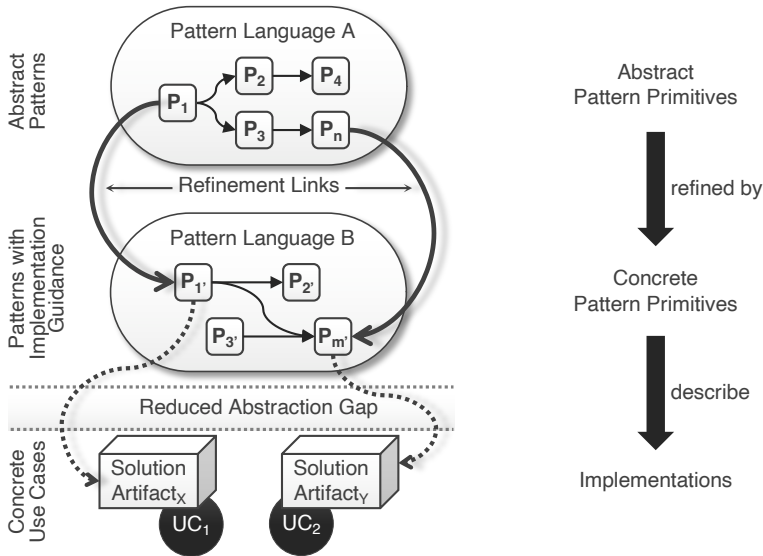 Abstract
Patterns
Pattern Language A
P1
P2
P4
P3
Pn
Refinement Links
Patterns with
Implementation
Guidance
Pattern Language B
P1'
P2'
P3'
Pm'
Reduced Abstraction Gap
Concrete
Use Cases
Solution
ArtifactX
UC1
Solution
ArtifactY
UC2
Abstract
Pattern Primitives
refined by
Concrete
Pattern Primitives
describe
Implementations